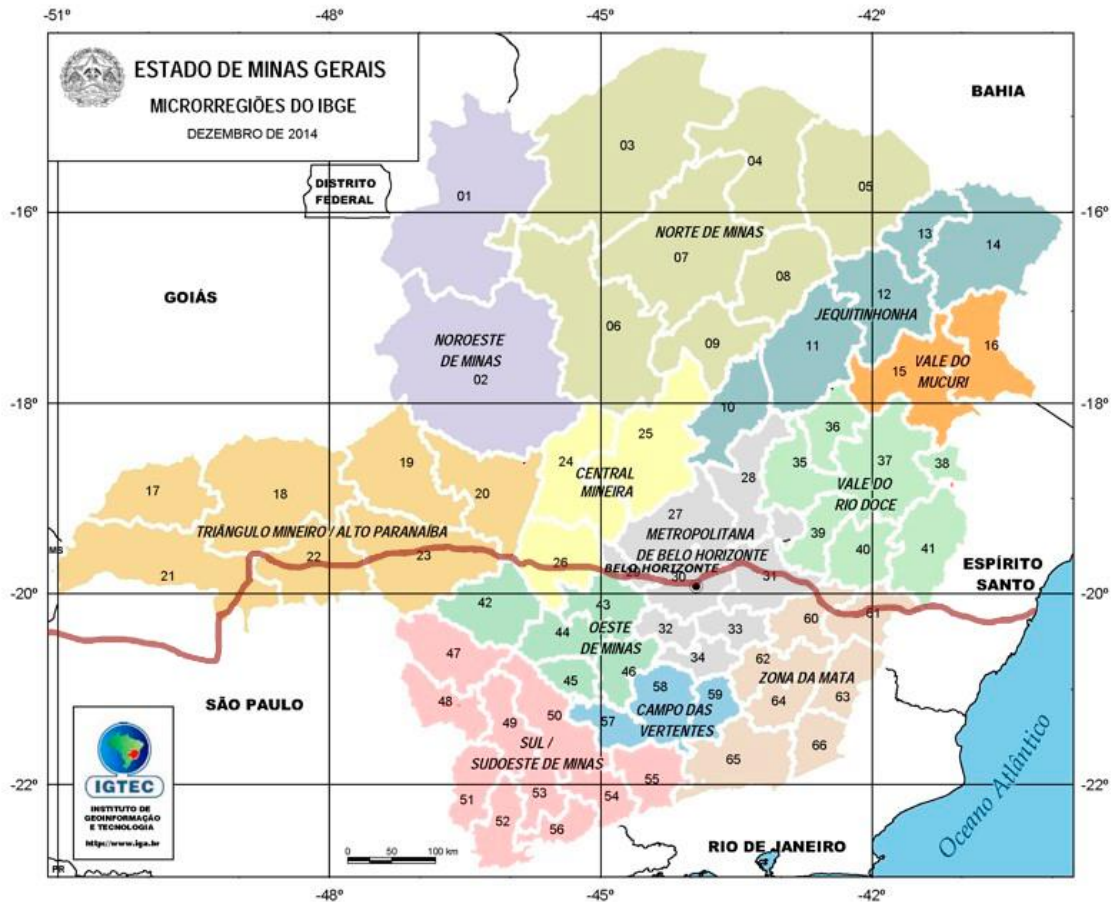 -51° -48° -45° -42°
ESTADO DE MINAS GERAIS
MICRORREGIÕES DO IBGE
DEZEMBRO DE 2014
BAHIA
DISTRITO
FEDERAL
-16° -16°
01
02
03
04
05
06
07
08
09
NORTE DE MINAS
GOIÁS
NOROESTE
DE MINAS
10
11
12
13
14
JEQUITINHONHA
15
16
VALE DO
MUCURI
-18° -18°
17
18
19
20
21
22
23
TRIÂNGULO MINEIRO / ALTO PARANAÍBA
24
25
26
CENTRAL
MINEIRA
27
28
METROPOLITANA
DE BELO HORIZONTE
BELO HORIZONTE
30
31
32
33
34
35
36
37
38
39
40
41
VALE DO
RIO DOCE
MS
ESPÍRITO
SANTO
-20° -20°
42
43
44
45
46
OESTE
DE MINAS
47
48
49
50
51
52
53
54
55
56
SUL /
SUDOESTE DE MINAS
57
58
59
CAMPO DAS
VERTENTES
60
61
62
63
64
65
66
ZONA DA MATA
SÃO PAULO
IGTEC
INSTITUTO DE
GEOINFORMAÇÃO
E TECNOLOGIA
http://www.iga.br
-22° -22°
0 50 100 km
RIO DE JANEIRO
Oceano Atlântico
PR
-48° -45° -42°